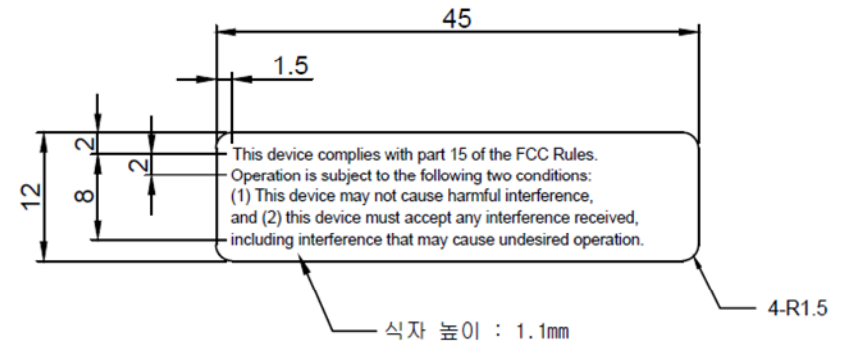 45
1.5
2
2
12
8
This device complies with part 15 of the FCC Rules.
Operation is subject to the following two conditions:
(1) This device may not cause harmful interference,
and (2) this device must accept any interference received,
including interference that may cause undesired operation.
4-R1.5
식자 높이 : 1.1mm